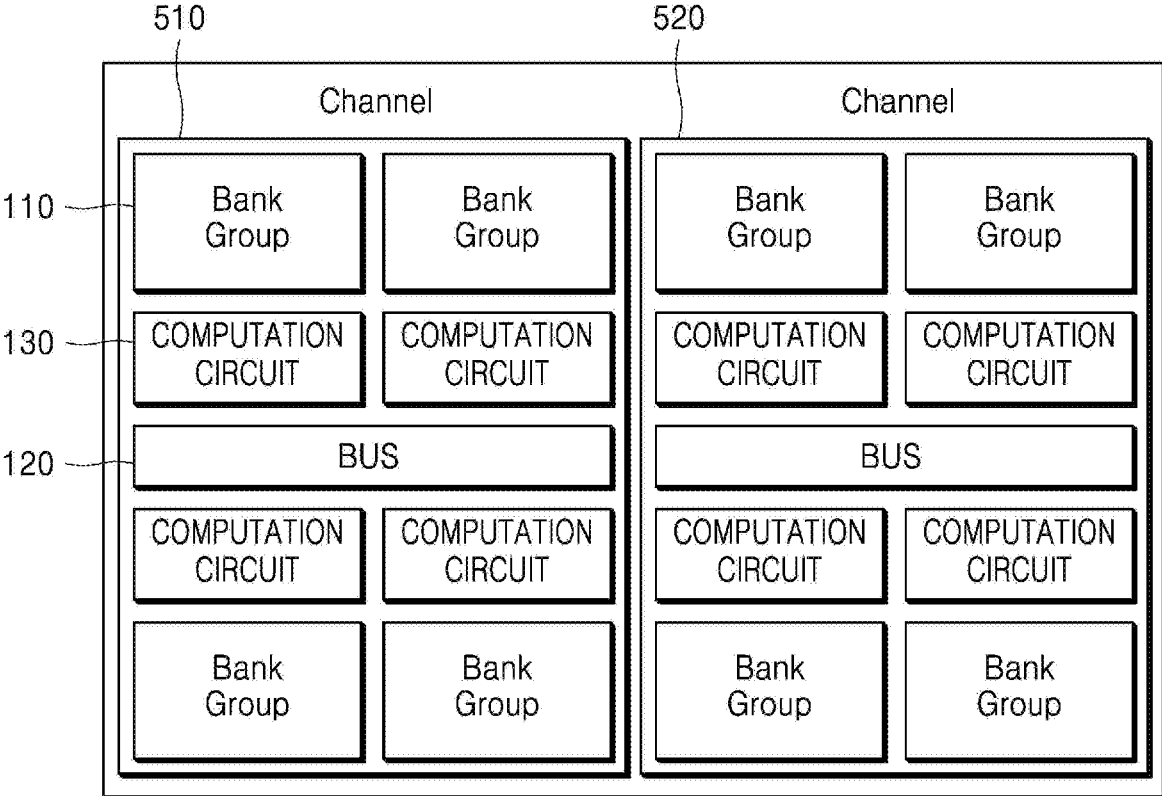 510 520
Channel Channel
110 Bank Group Bank Group Bank Group Bank Group
130 COMPUTATION CIRCUIT COMPUTATION CIRCUIT COMPUTATION CIRCUIT COMPUTATION CIRCUIT
120 BUS BUS
COMPUTATION CIRCUIT COMPUTATION CIRCUIT COMPUTATION CIRCUIT COMPUTATION CIRCUIT
Bank Group Bank Group Bank Group Bank Group